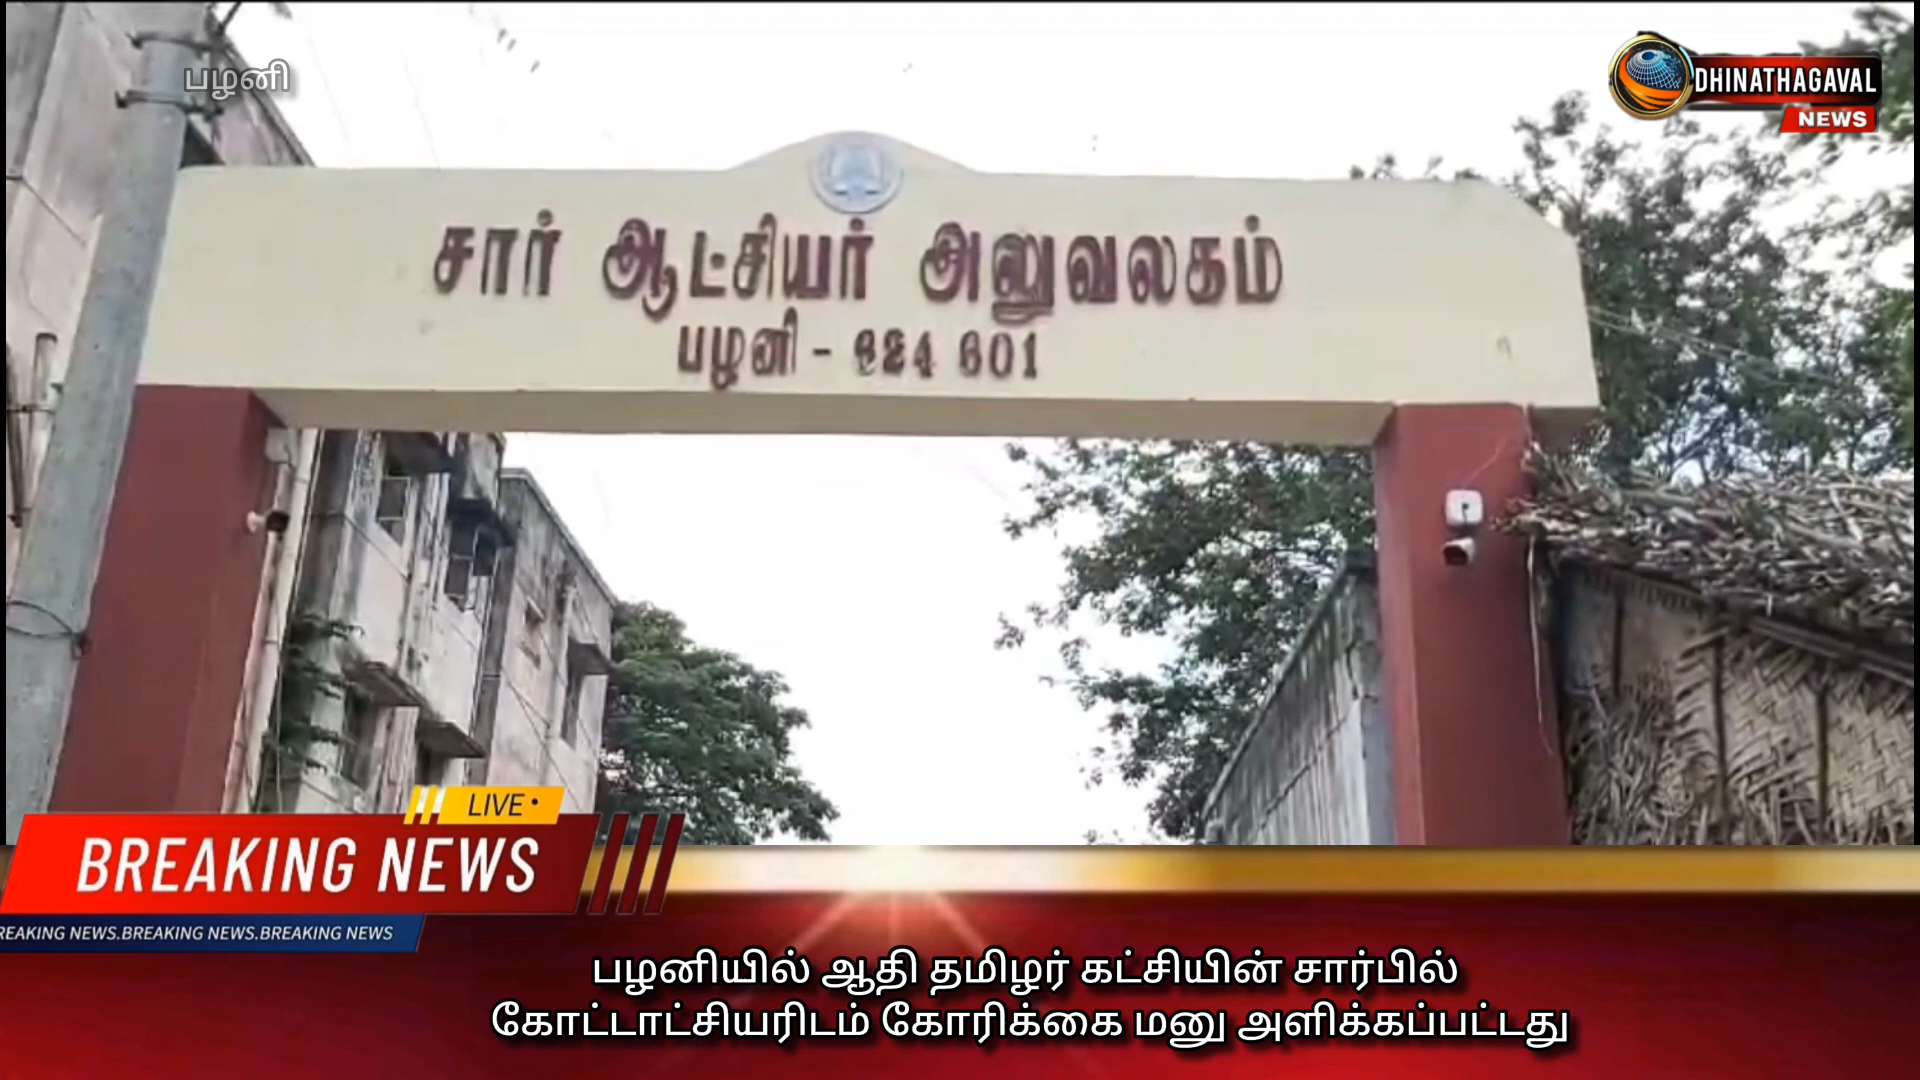 பழனி
DHINATHAGAVAL
NEWS
சார் ஆட்சியர் அலுவலகம்
பழனி - 624 601
LIVE
BREAKING NEWS
REAKING NEWS.BREAKING NEWS.BREAKING NEWS
பழனியில் ஆதி தமிழர் கட்சியின் சார்பில்
கோட்டாட்சியரிடம் கோரிக்கை மனு அளிக்கப்பட்டது